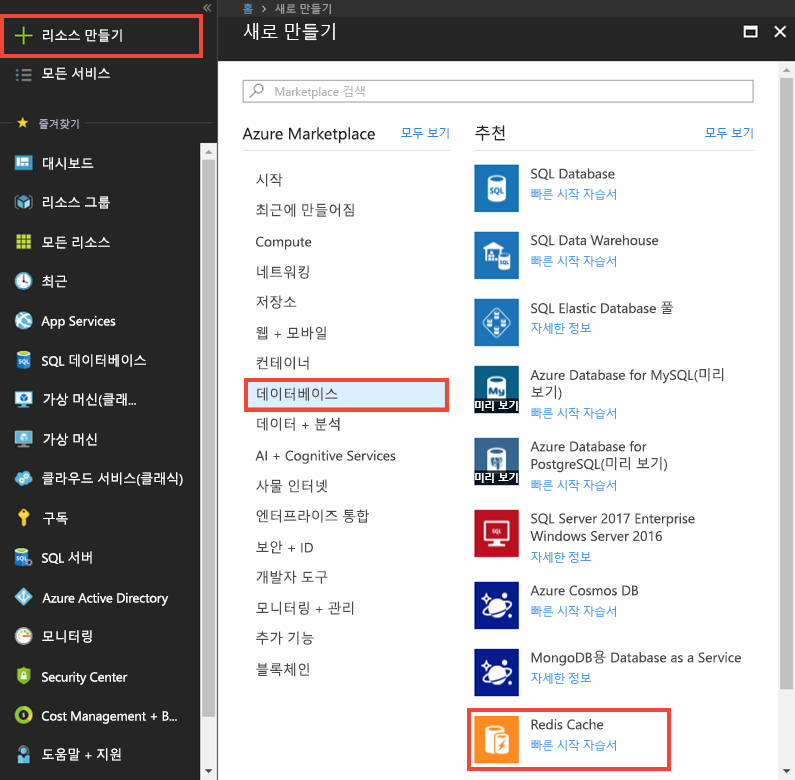 리소스 만들기
모든 서비스
즐겨찾기
대시보드
리소스 그룹
모든 리소스
최근
App Services
SQL 데이터베이스
가상 머신(클래...
가상 머신
클라우드 서비스(클래식)
구독
SQL 서버
Azure Active Directory
모니터링
Security Center
Cost Management + B...
도움말 + 지원
홈 > 새로 만들기
새로 만들기
Marketplace 검색
Azure Marketplace 모두 보기
시작
최근에 만들어짐
Compute
네트워킹
저장소
웹 + 모바일
컨테이너
데이터베이스
데이터 + 분석
AI + Cognitive Services
사물 인터넷
엔터프라이즈 통합
보안 + ID
개발자 도구
모니터링 + 관리
추가 기능
블록체인
추천 모두 보기
SQL
SQL Database
빠른 시작 자습서
SQL
SQL Data Warehouse
빠른 시작 자습서
SQL Elastic Database 풀
자세한 정보
My
미리 보기
Azure Database for MySQL(미리
보기)
빠른 시작 자습서
미리 보기
Azure Database for
PostgreSQL(미리 보기)
빠른 시작 자습서
SQL
SQL Server 2017 Enterprise
Windows Server 2016
자세한 정보
Azure Cosmos DB
빠른 시작 자습서
MongoDB용 Database as a Service
자세한 정보
Redis Cache
빠른 시작 자습서